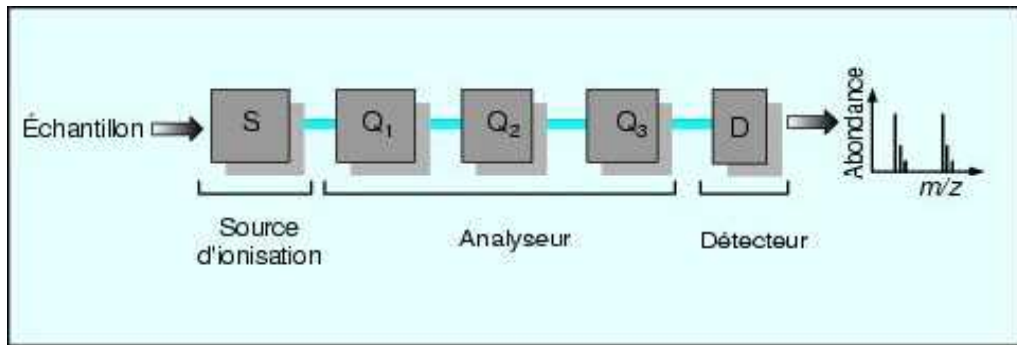 Échantillon
S
Q1
Q2
Q3
D
Abondance
m/z
Source
d'ionisation
Analyseur
Détecteur